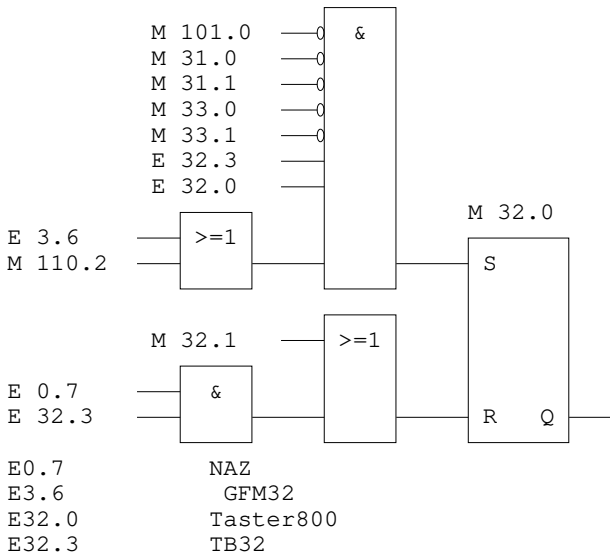 M 101.0 &
M 31.0
M 31.1
M 33.0
M 33.1
E 32.3
E 32.0
M 32.0
E 3.6 >=1
M 110.2 S
M 32.1 >=1
E 0.7 &
E 32.3 R Q
E0.7 NAZ
E3.6 GFM32
E32.0 Taster800
E32.3 TB32